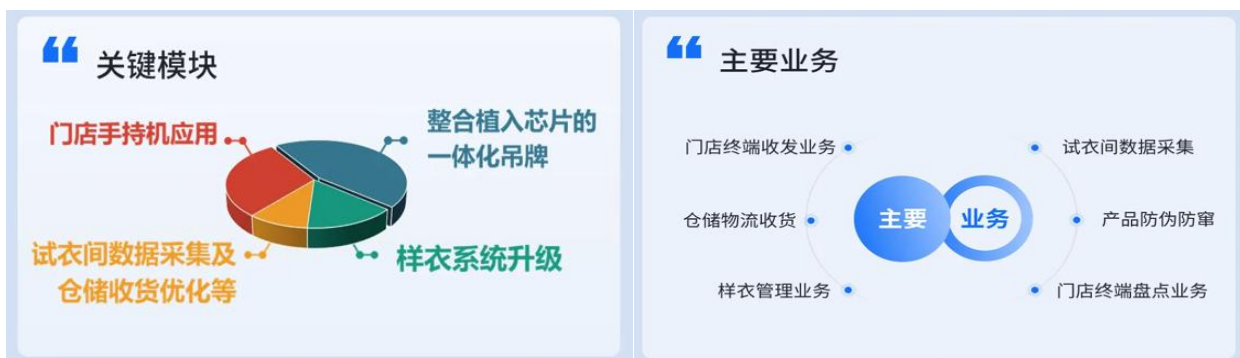 关键模块
门店手持机应用
整合植入芯片的
一体化吊牌
试衣间数据采集及
仓储收货优化等
样衣系统升级
主要业务
门店终端收发业务
试衣间数据采集
仓储物流收货
主要
业务
产品防伪防窜
样衣管理业务
门店终端盘点业务